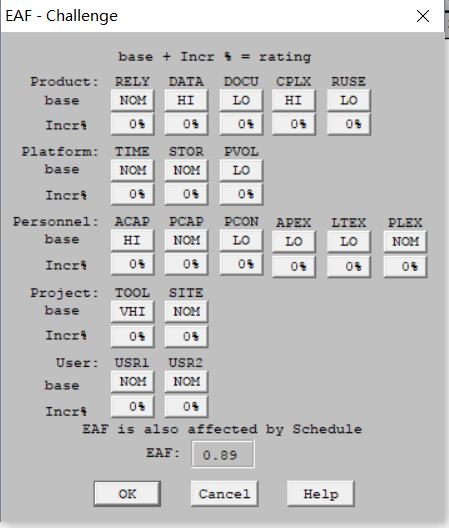 EAF - Challenge
base + Incr % = rating
Product: RELY DATA DOCU CPLX RUSE
base NOM HI LO HI LO
Incr% 0% 0% 0% 0% 0%
Platform: TIME STOR PVOL
base NOM NOM LO
Incr% 0% 0% 0%
Personnel: ACAP PCAP PCON APEX LTEX PLEX
base HI NOM LO LO LO NOM
Incr% 0% 0% 0% 0% 0% 0%
Project: TOOL SITE
base VHI NOM
Incr% 0% 0%
User: USR1 USR2
base NOM NOM
Incr% 0% 0%
EAF is also affected by Schedule
EAF: 0.89
OK Cancel Help